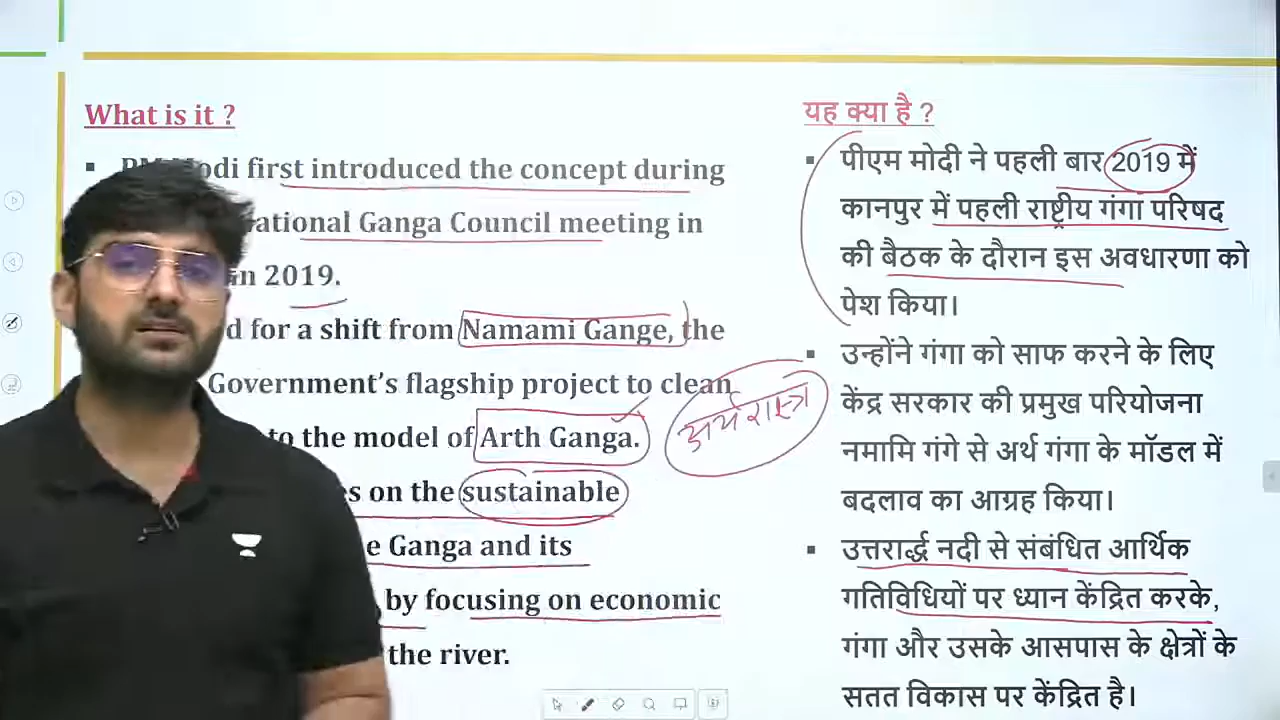 What is it ?
▪ PM Modi first introduced the concept during
ational Ganga Council meeting in
in 2019.
d for a shift from Namami Gange, the
Government’s flagship project to clean
to the model of Arth Ganga.
es on the sustainable
e Ganga and its
by focusing on economic
the river.
अर्थशास्त्र
यह क्या है ?
▪ पीएम मोदी ने पहली बार 2019 में
कानपुर में पहली राष्ट्रीय गंगा परिषद
की बैठक के दौरान इस अवधारणा को
पेश किया।
▪ उन्होंने गंगा को साफ करने के लिए
केंद्र सरकार की प्रमुख परियोजना
नमामि गंगे से अर्थ गंगा के मॉडल में
बदलाव का आग्रह किया।
▪ उत्तरार्द्ध नदी से संबंधित आर्थिक
गतिविधियों पर ध्यान केंद्रित करके,
गंगा और उसके आसपास के क्षेत्रों के
सतत विकास पर केंद्रित है।